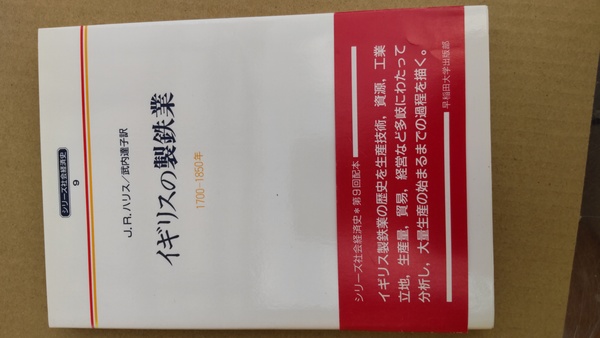 シリーズ社会経済史
9
J.R.ハリス/武内達子訳
イギリスの製鉄業
1700-1850年
シリーズ社会経済史*第9回配本
イギリス製鉄業の歴史を生産技術，資源，工業
立地，生産量，貿易，経営など多岐にわたって
分析し，大量生産の始まるまでの過程を描く。
早稲田大学出版部